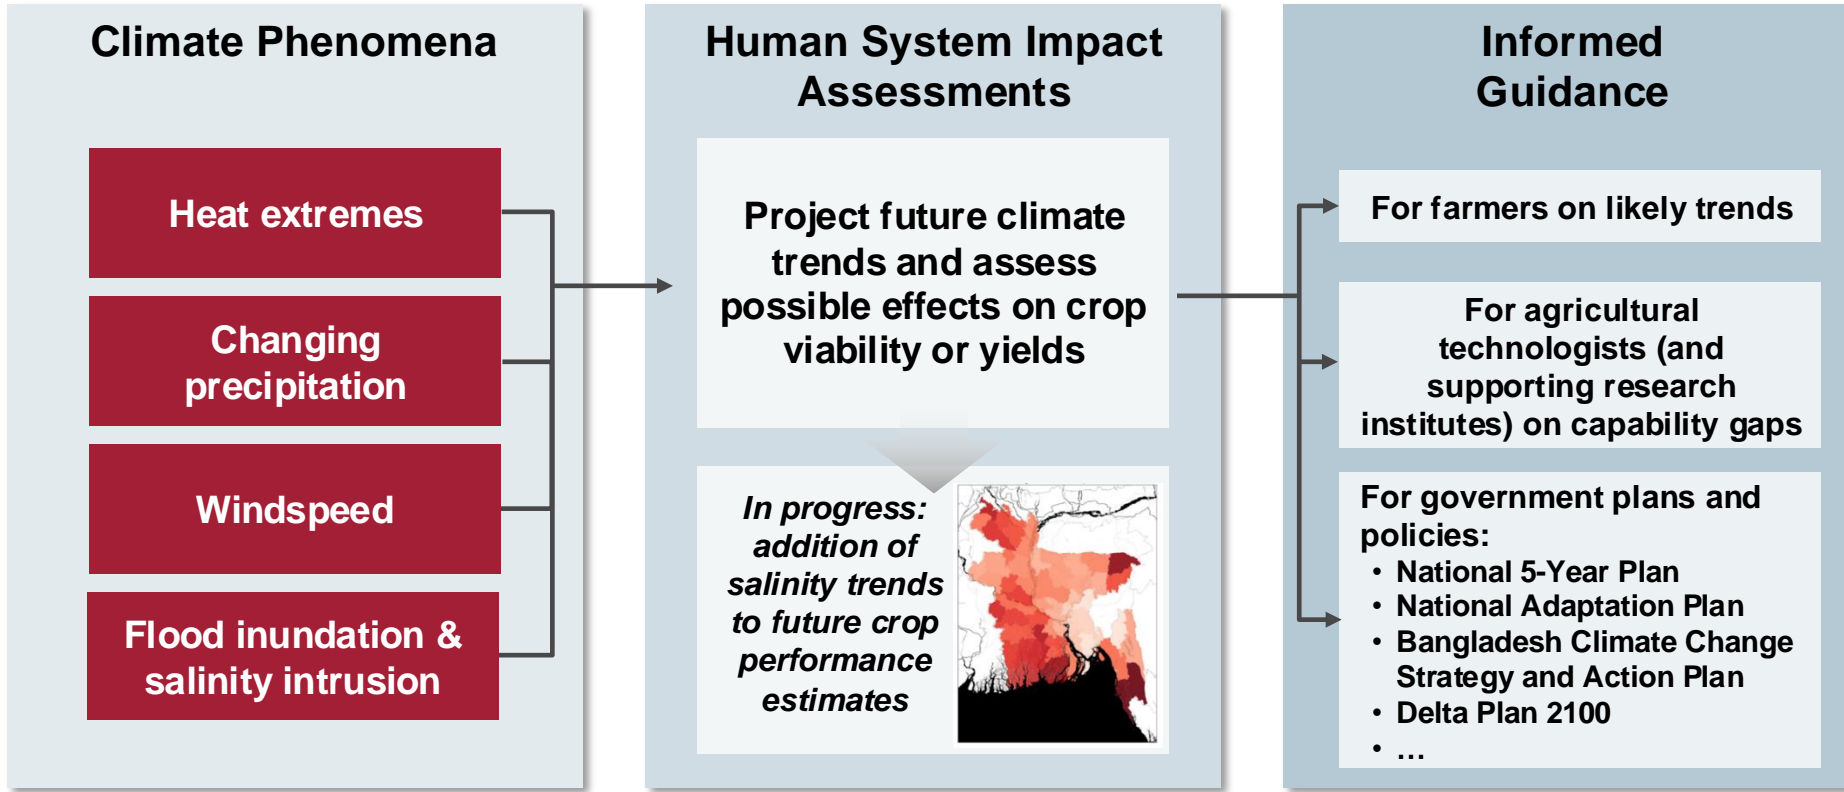 Climate Phenomena
Heat extremes
Changing
precipitation
Windspeed
Flood inundation &
salinity intrusion
Human System Impact
Assessments
Project future climate
trends and assess
possible effects on crop
viability or yields
In progress:
addition of
salinity trends
to future crop
performance
estimates
Informed
Guidance
For farmers on likely trends
For agricultural
technologists (and
supporting research
institutes) on capability gaps
For government plans and
policies:
• National 5-Year Plan
• National Adaptation Plan
• Bangladesh Climate Change
Strategy and Action Plan
• Delta Plan 2100
• …